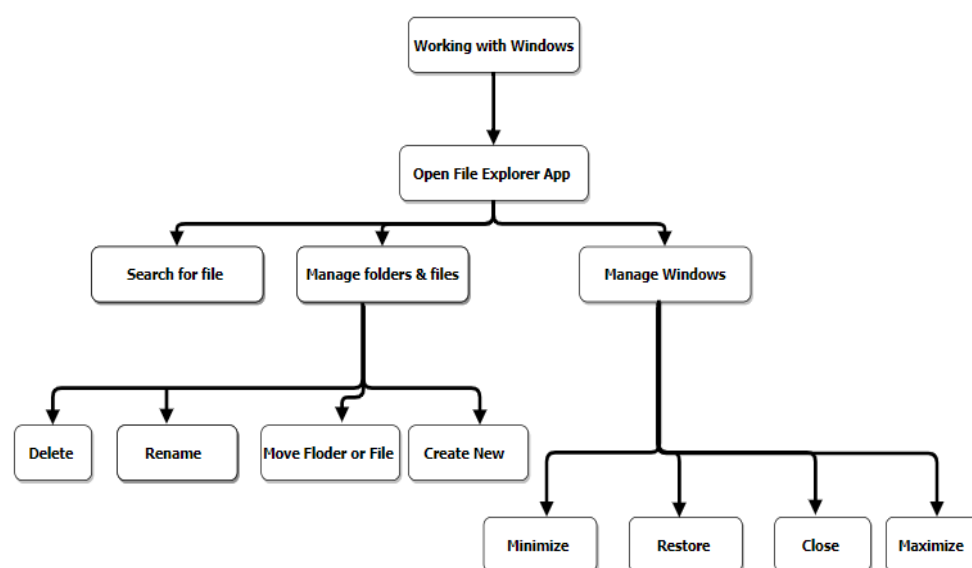 Working with Windows
Open File Explorer App
Search for file
Manage folders & files
Manage Windows
Delete
Rename
Move Floder or File
Create New
Minimize
Restore
Close
Maximize